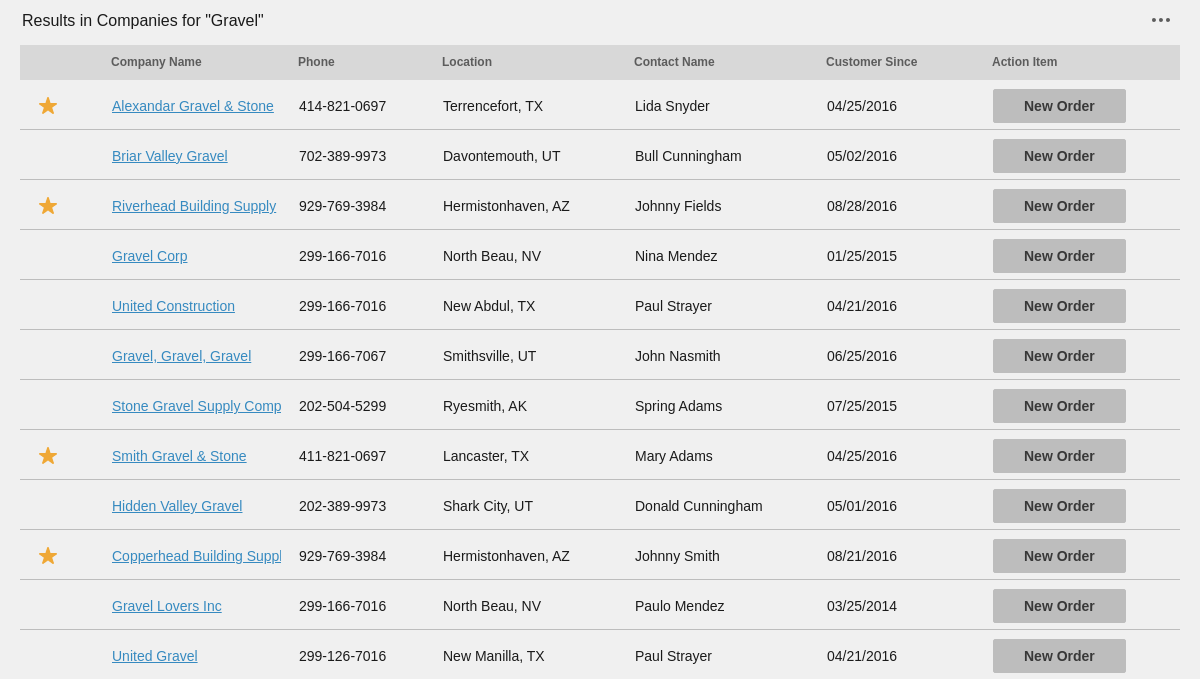 Results in Companies for "Gravel"
Company Name Phone Location Contact Name Customer Since Action Item
Alexandar Gravel & Stone 414-821-0697 Terrencefort, TX Lida Snyder 04/25/2016 New Order
Briar Valley Gravel 702-389-9973 Davontemouth, UT Bull Cunningham 05/02/2016 New Order
Riverhead Building Supply 929-769-3984 Hermistonhaven, AZ Johnny Fields 08/28/2016 New Order
Gravel Corp 299-166-7016 North Beau, NV Nina Mendez 01/25/2015 New Order
United Construction 299-166-7016 New Abdul, TX Paul Strayer 04/21/2016 New Order
Gravel, Gravel, Gravel 299-166-7067 Smithsville, UT John Nasmith 06/25/2016 New Order
Stone Gravel Supply Comp 202-504-5299 Ryesmith, AK Spring Adams 07/25/2015 New Order
Smith Gravel & Stone 411-821-0697 Lancaster, TX Mary Adams 04/25/2016 New Order
Hidden Valley Gravel 202-389-9973 Shark City, UT Donald Cunningham 05/01/2016 New Order
Copperhead Building Suppl 929-769-3984 Hermistonhaven, AZ Johnny Smith 08/21/2016 New Order
Gravel Lovers Inc 299-166-7016 North Beau, NV Paulo Mendez 03/25/2014 New Order
United Gravel 299-126-7016 New Manilla, TX Paul Strayer 04/21/2016 New Order